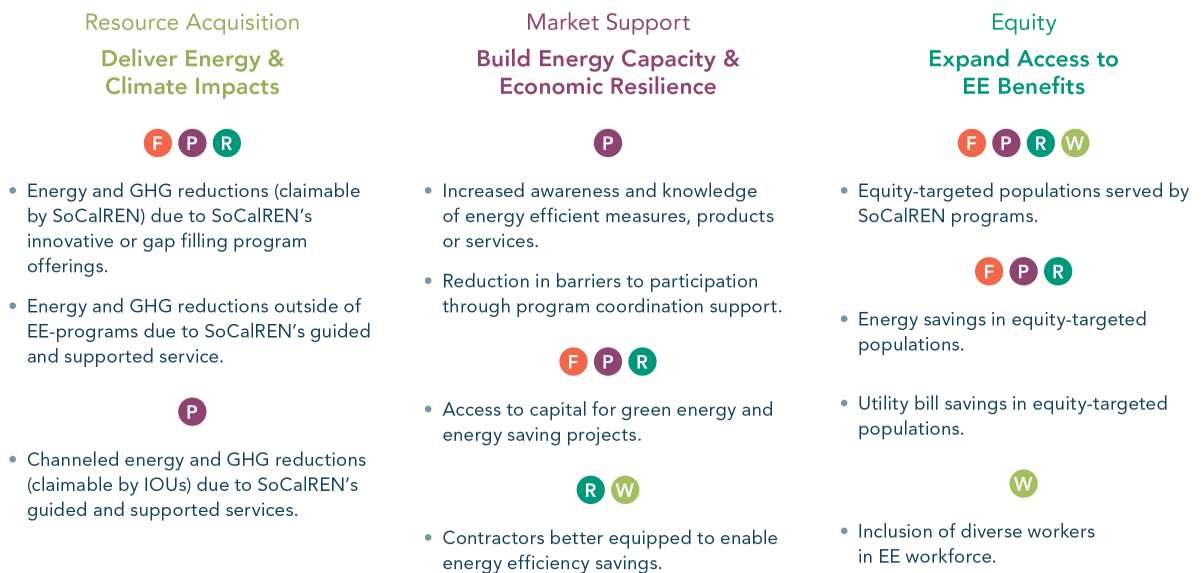 Resource Acquisition
Deliver Energy &
Climate Impacts
F P R
• Energy and GHG reductions (claimable
by SoCalREN) due to SoCalREN's
innovative or gap filling program
offerings.
• Energy and GHG reductions outside of
EE-programs due to SoCalREN's guided
and supported service.
P
• Channeled energy and GHG reductions
(claimable by IOUs) due to SoCalREN's
guided and supported services.
Market Support
Build Energy Capacity &
Economic Resilience
P
• Increased awareness and knowledge
of energy efficient measures, products
or services.
• Reduction in barriers to participation
through program coordination support.
F P R
• Access to capital for green energy and
energy saving projects.
R W
• Contractors better equipped to enable
energy efficiency savings.
Equity
Expand Access to
EE Benefits
F P R W
• Equity-targeted populations served by
SoCalREN programs.
F P R
• Energy savings in equity-targeted
populations.
• Utility bill savings in equity-targeted
populations.
W
• Inclusion of diverse workers
in EE workforce.